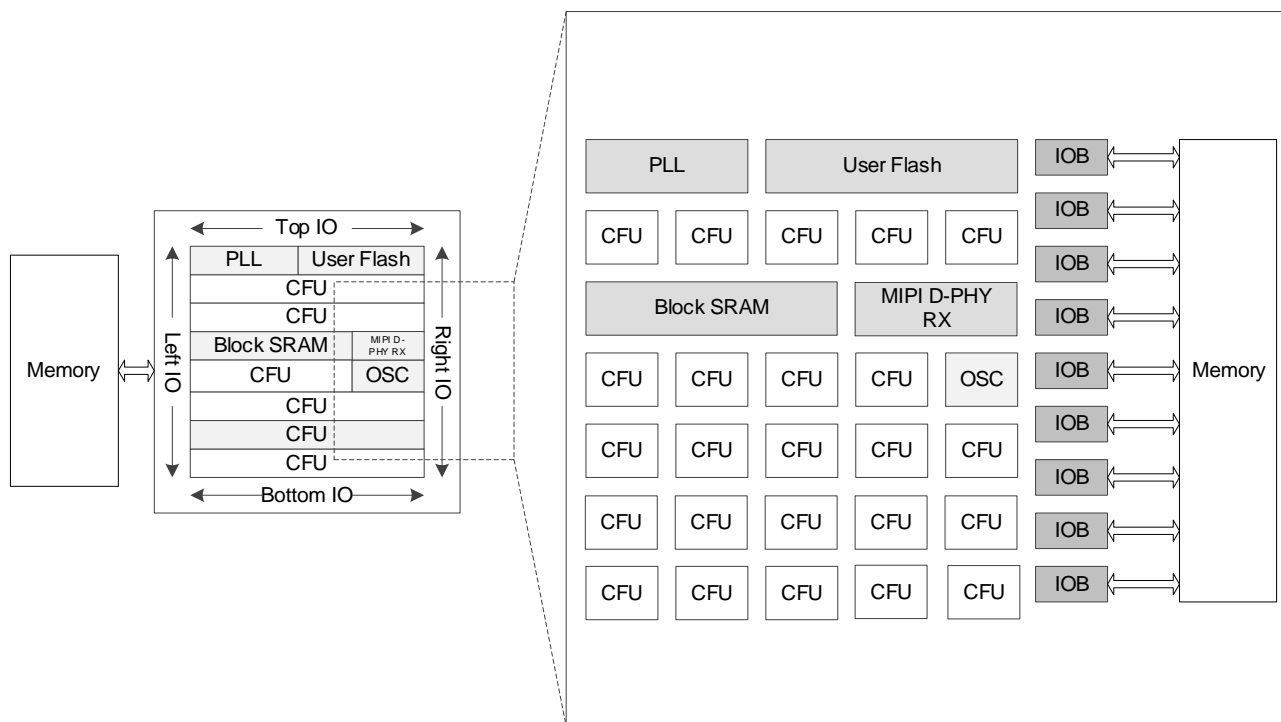 Memory
Top IO
Left IO
PLL User Flash
CFU
CFU
Block SRAM MIPI D-
PHY RX
CFU OSC
CFU
CFU
CFU
Right IO
Bottom IO
PLL User Flash IOB
IOB
CFU CFU CFU CFU CFU
IOB
Block SRAM MIPI D-PHY
RX
IOB
CFU CFU CFU CFU OSC IOB
Memory
IOB
CFU CFU CFU CFU CFU
IOB
CFU CFU CFU CFU CFU IOB
CFU CFU CFU CFU CFU IOB